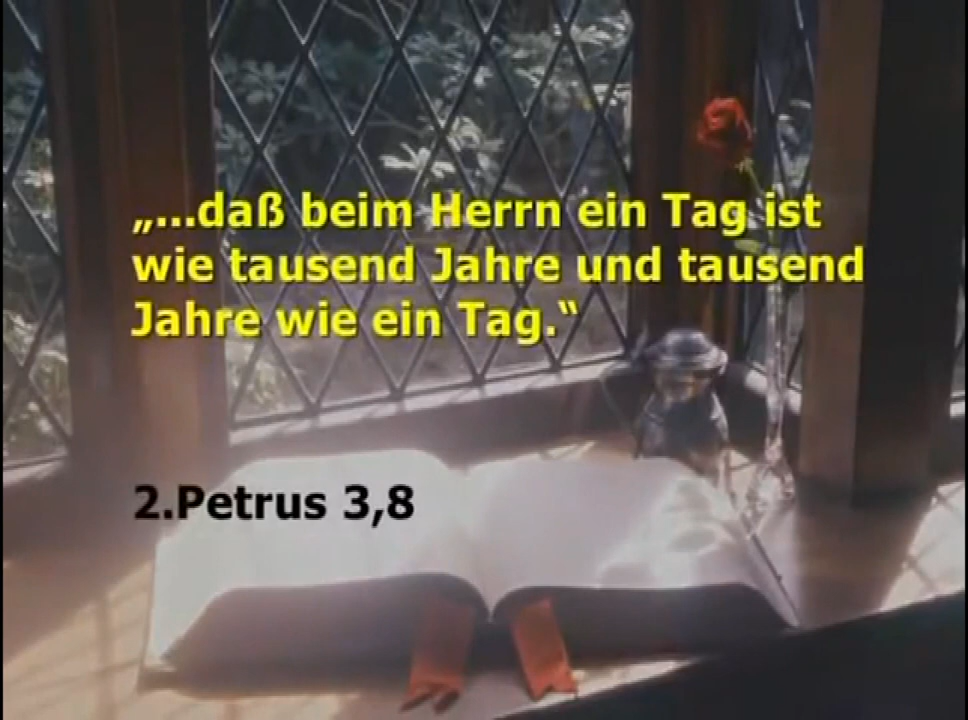 „...daß beim Herrn ein Tag ist
wie tausend Jahre und tausend
Jahre wie ein Tag.“
2.Petrus 3,8